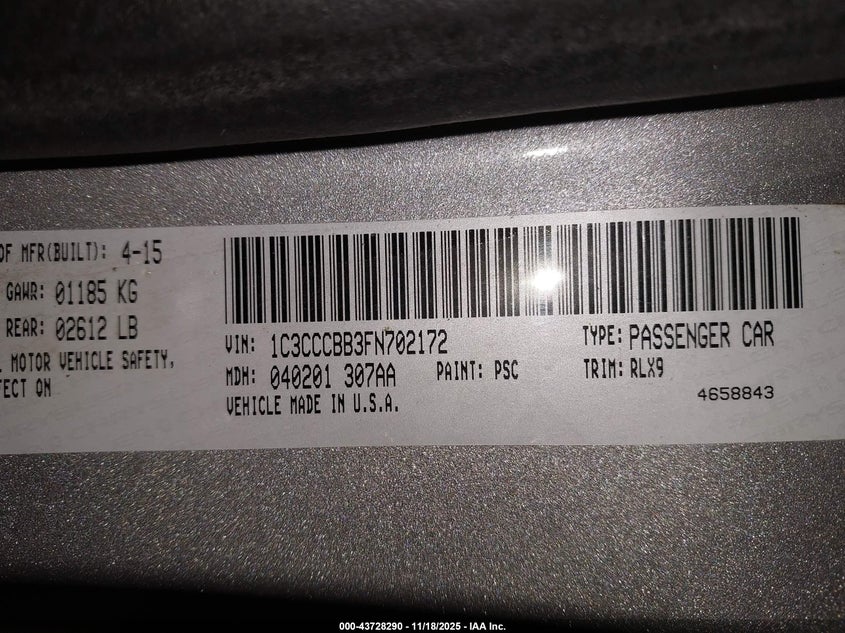 OF MFR(BUILT): 4-15
GAWR: 01185 KG
REAR: 02612 LB
MOTOR VEHICLE SAFETY,
FECT ON
VIN: 1C3CCCBB3FN702172 TYPE: PASSENGER CAR
MDH: 040201 307AA PAINT: PSC TRIM: RLX9
VEHICLE MADE IN U.S.A. 4658843
000-43728290 - 11/18/2025 - IAA Inc.